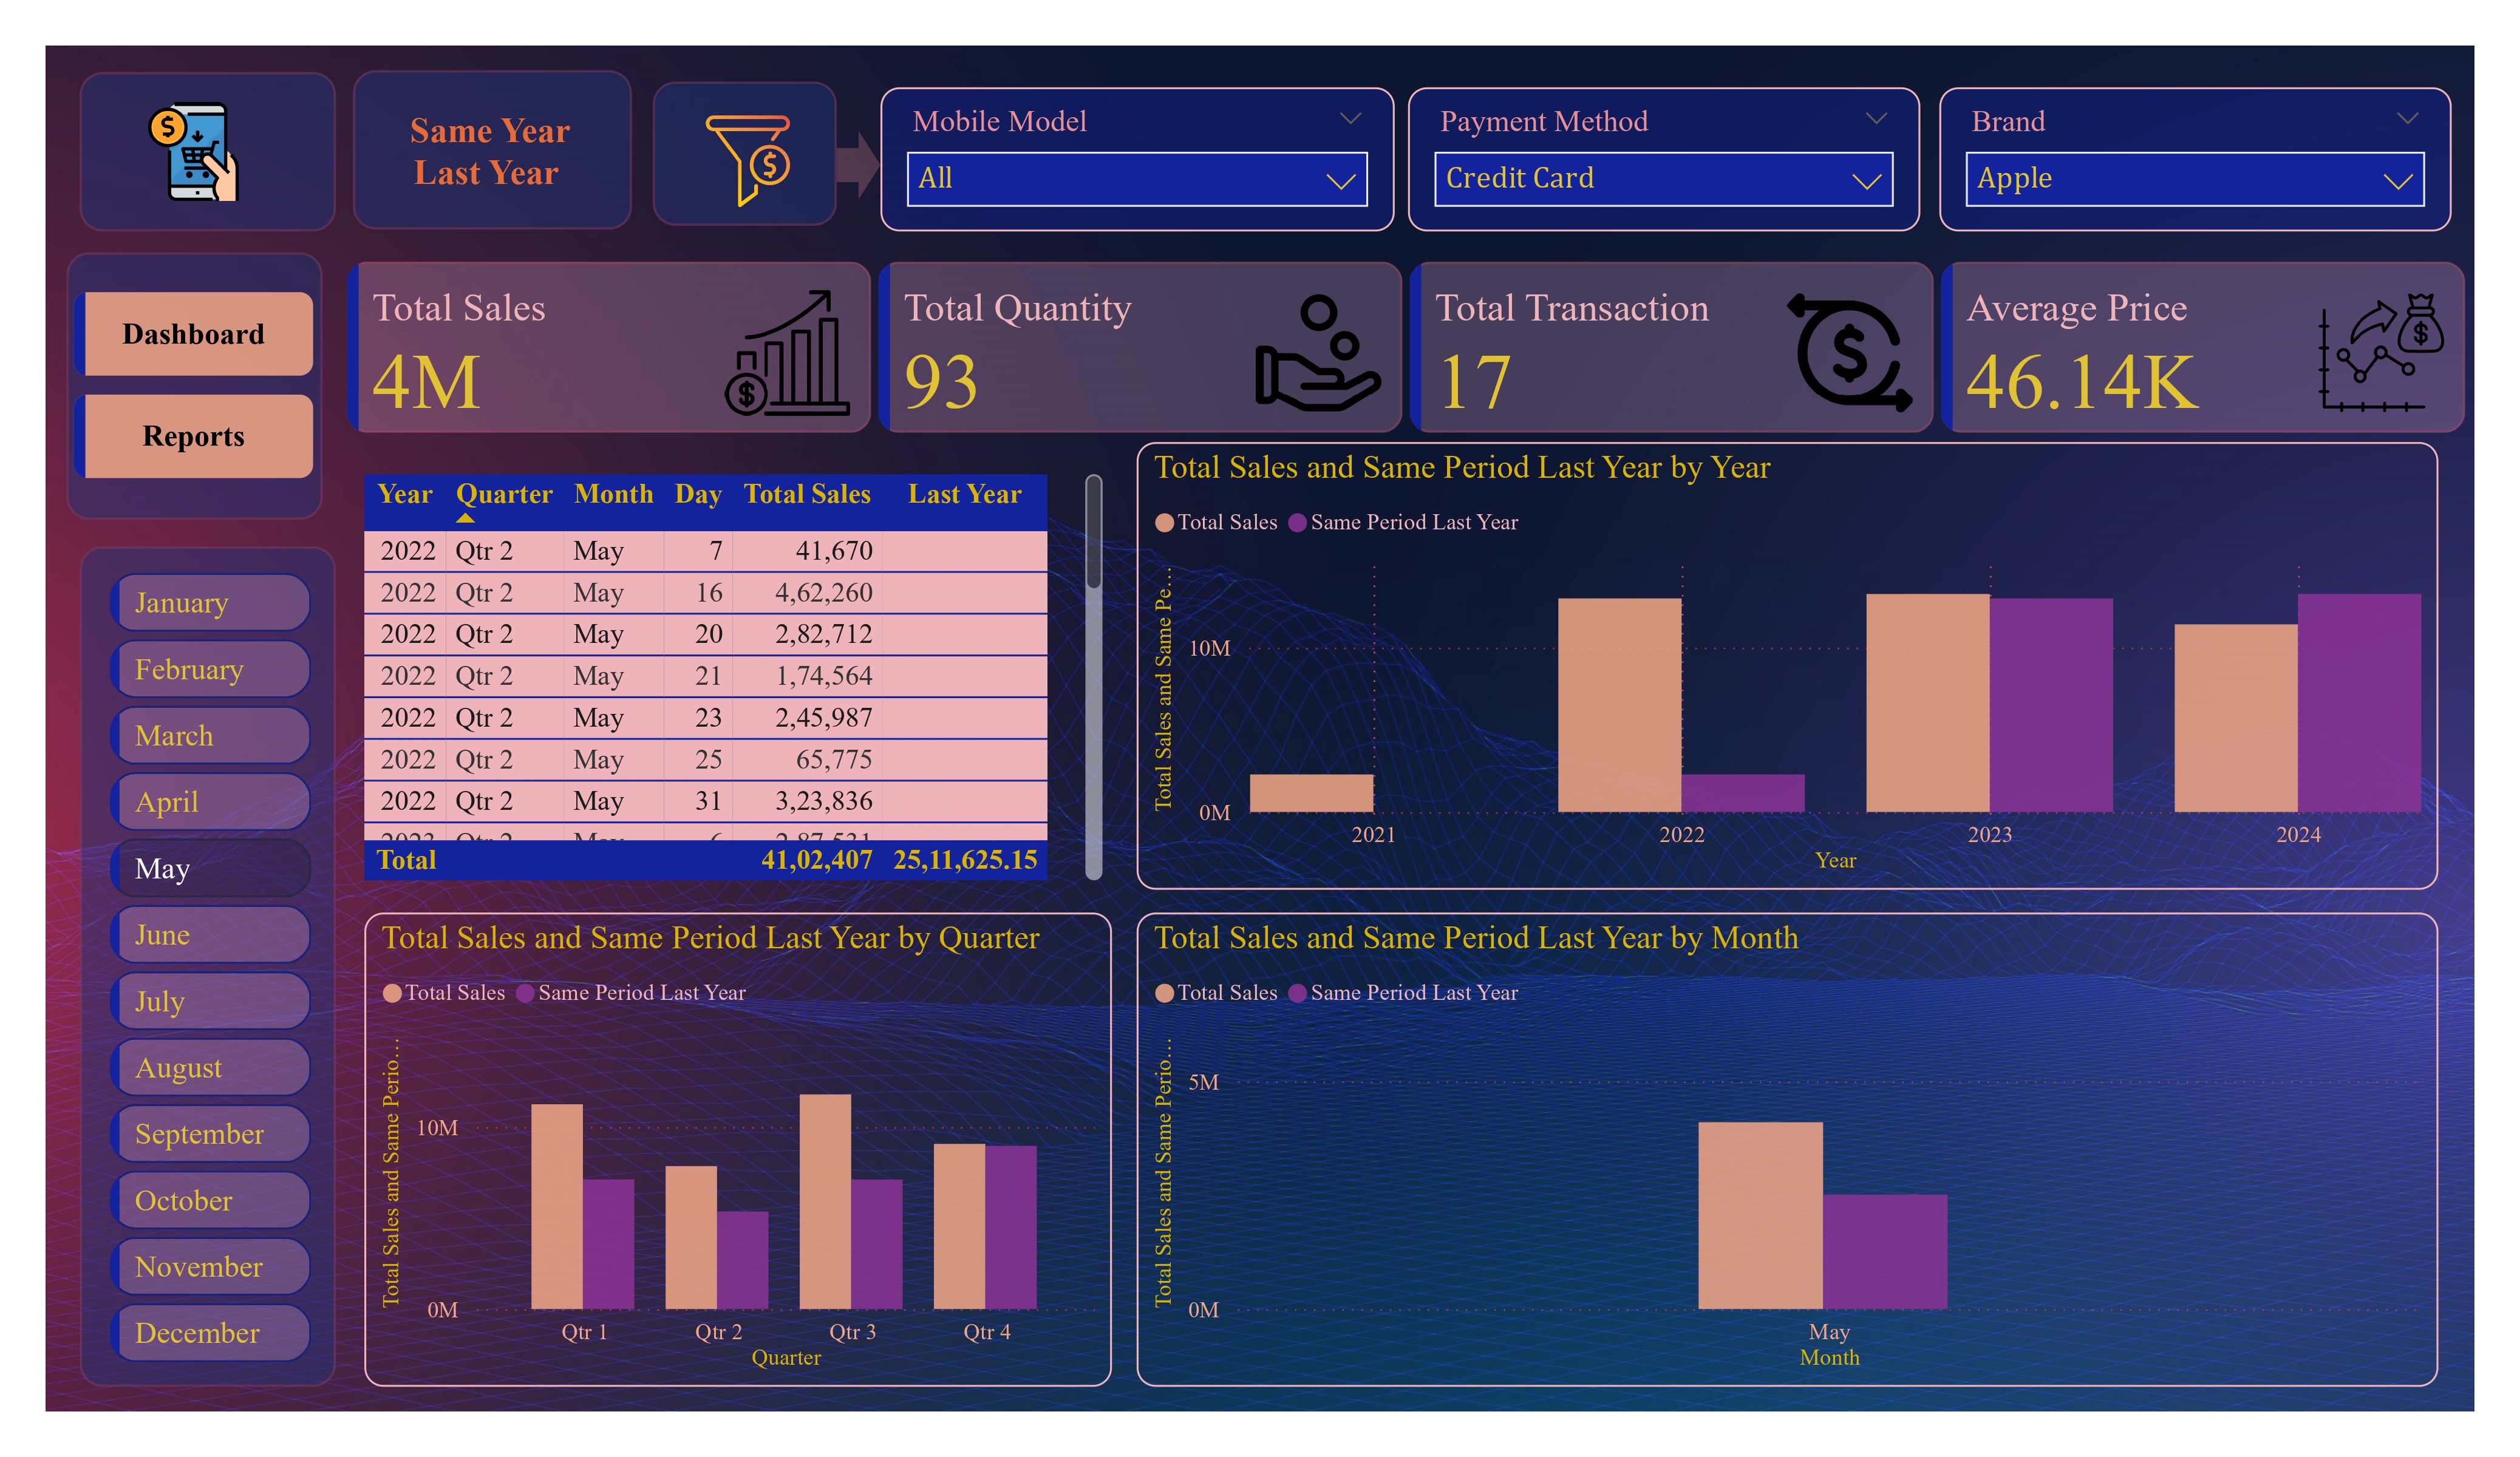 Same Year
Last Year
Mobile Model
All
Payment Method
Credit Card
Brand
Apple
Dashboard
Reports
Total Sales
4M
Total Quantity
93
Total Transaction
17
Average Price
46.14K
January
February
March
April
May
June
July
August
September
October
November
December
Year Quarter Month Day Total Sales Last Year
2022 Qtr 2 May 7 41,670
2022 Qtr 2 May 16 4,62,260
2022 Qtr 2 May 20 2,82,712
2022 Qtr 2 May 21 1,74,564
2022 Qtr 2 May 23 2,45,987
2022 Qtr 2 May 25 65,775
2022 Qtr 2 May 31 3,23,836
2023 Qtr 2 May 6 2,87,531
Total 41,02,407 25,11,625.15
Total Sales and Same Period Last Year by Year
Total Sales Same Period Last Year
Total Sales and Same Pe...
10M
0M
2021 2022 2023 2024
Year
Total Sales and Same Period Last Year by Quarter
Total Sales Same Period Last Year
Total Sales and Same Perio...
10M
0M
Qtr 1 Qtr 2 Qtr 3 Qtr 4
Quarter
Total Sales and Same Period Last Year by Month
Total Sales Same Period Last Year
Total Sales and Same Perio...
5M
0M
May
Month